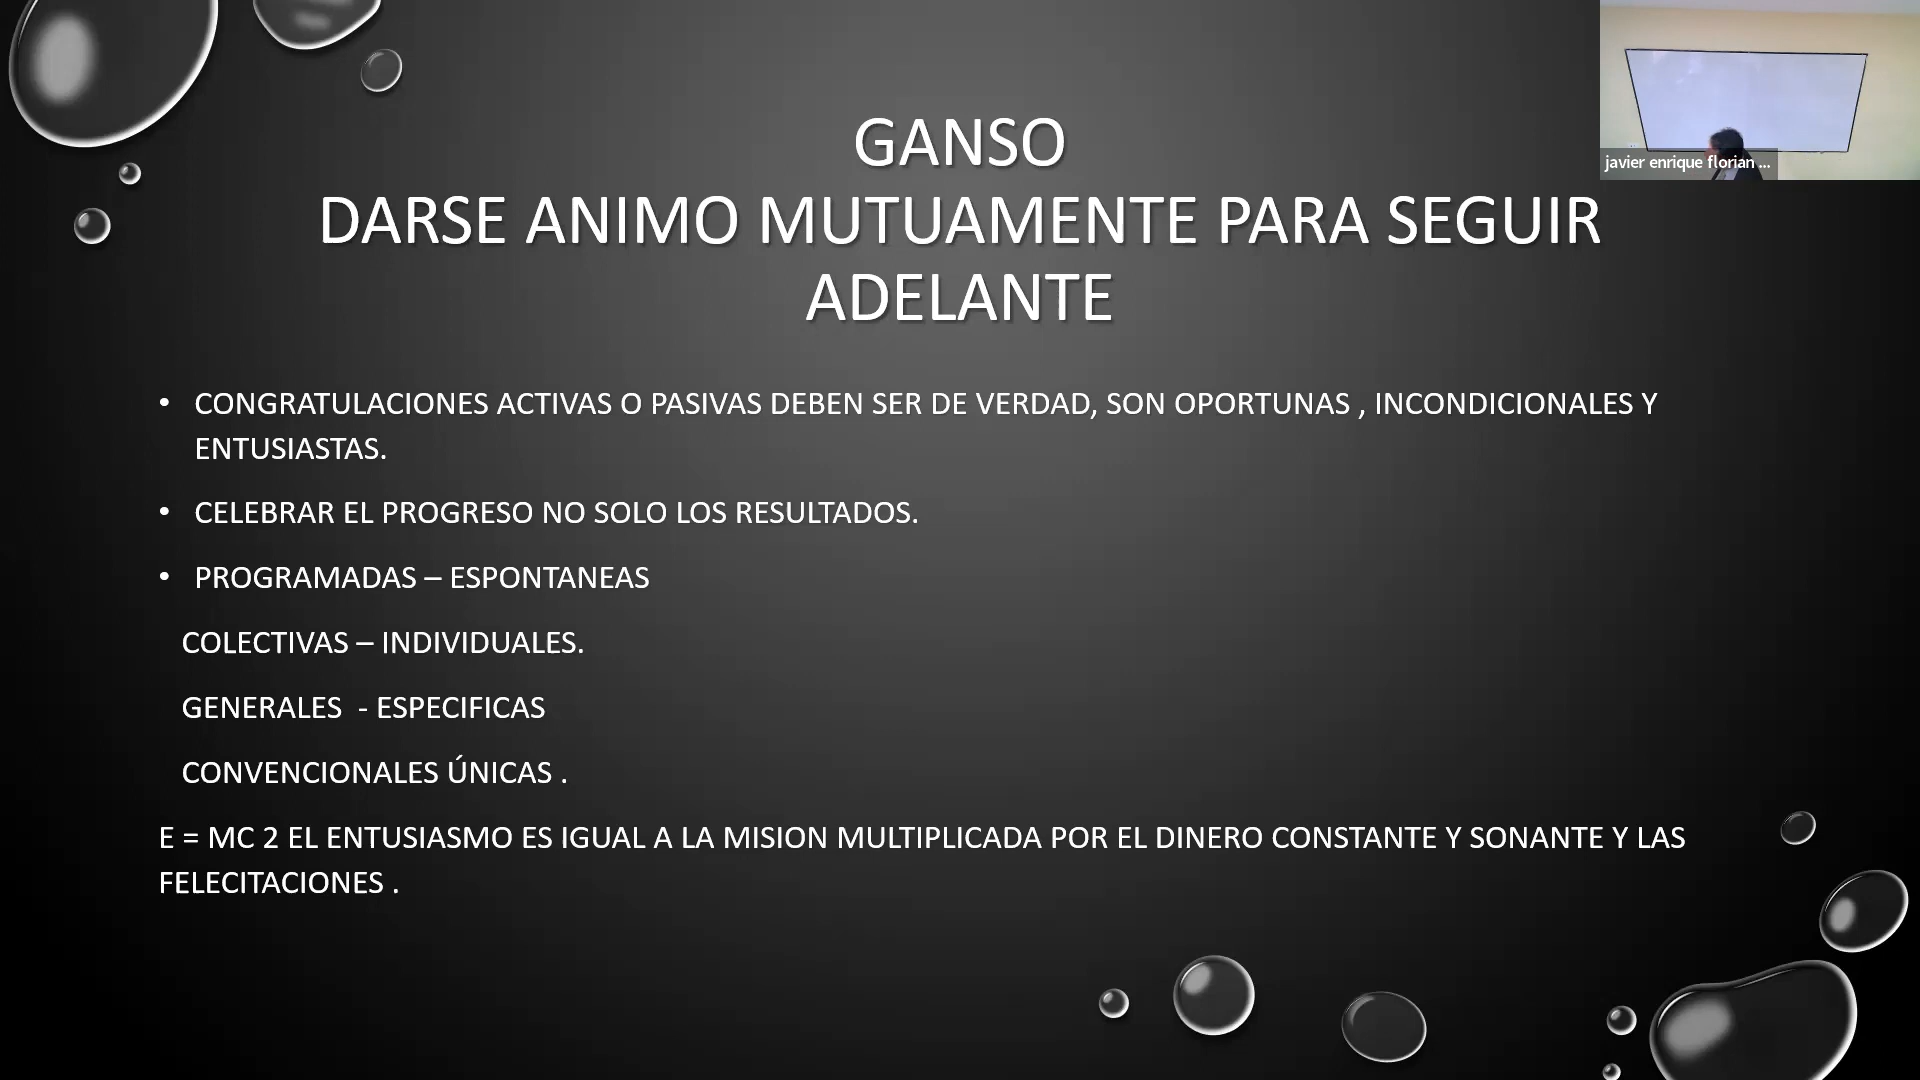 GANSO
DARSE ANIMO MUTUAMENTE PARA SEGUIR
ADELANTE
javier enrique florian ...
• CONGRATULACIONES ACTIVAS O PASIVAS DEBEN SER DE VERDAD, SON OPORTUNAS , INCONDICIONALES Y
ENTUSIASTAS.
• CELEBRAR EL PROGRESO NO SOLO LOS RESULTADOS.
• PROGRAMADAS – ESPONTANEAS
COLECTIVAS – INDIVIDUALES.
GENERALES - ESPECIFICAS
CONVENCIONALES ÚNICAS .
E = MC 2 EL ENTUSIASMO ES IGUAL A LA MISION MULTIPLICADA POR EL DINERO CONSTANTE Y SONANTE Y LAS
FELECITACIONES .